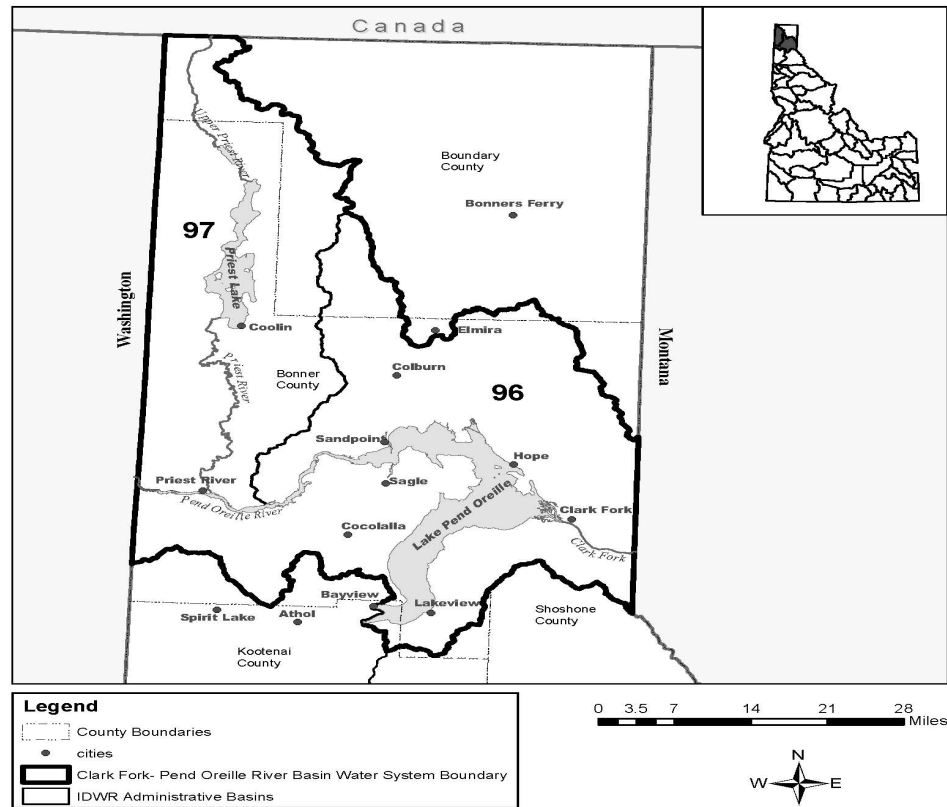 Canada
Upper Priest River
Boundary
County
Bonners Ferry
97
Priest Lake
Washington
Montana
Coolin
Elmira
Priest River
Bonner
County
Colburn
96
Sandpoint
Hope
Priest River
Sagle
Pend Oreille River
Lake Pend Oreille
Clark Fork
Cocolalla
Clark Fork
Bayview
Lakeview
Spirit Lake
Athol
Shoshone
County
Kootenai
County
Legend
County Boundaries
cities
Clark Fork- Pend Oreille River Basin Water System Boundary
IDWR Administrative Basins
0 3.5 7 14 21 28
Miles
N
W E
S